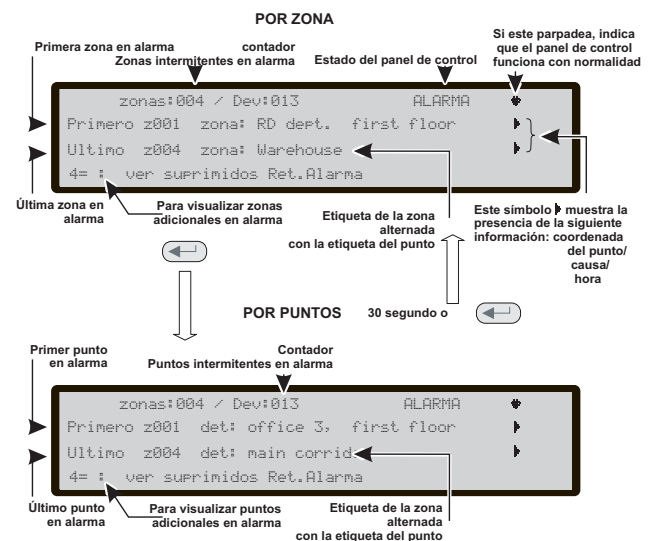 POR ZONA
Primera zona en alarma
contador
Zonas intermitentes en alarma
Estado del panel de control
Si este parpadea, indica
que el panel de control
funciona con normalidad
zonas:004 / Dev:013 ALARMA
Primero z001 zona: RD dept. first floor
Ultimo z004 zona: Warehouse
4= : ver suprimidos Ret.Alarma
Última zona en
alarma
Para visualizar zonas
adicionales en alarma
Etiqueta de la zona
alternada
con la etiqueta del punto
Este símbolo muestra la
presencia de la siguiente
información: coordenada
del punto/
causa/
hora
POR PUNTOS
30 segundo o
Primer punto
en alarma
Contador
Puntos intermitentes en alarma
zonas:004 / Dev:013 ALARMA
Primero z001 det: office 3, first floor
Ultimo z004 det: main corrid
4= : ver suprimidos Ret.Alarma
Último punto
en alarma
Para visualizar puntos
adicionales en alarma
Etiqueta de la zona
alternada
con la etiqueta del punto